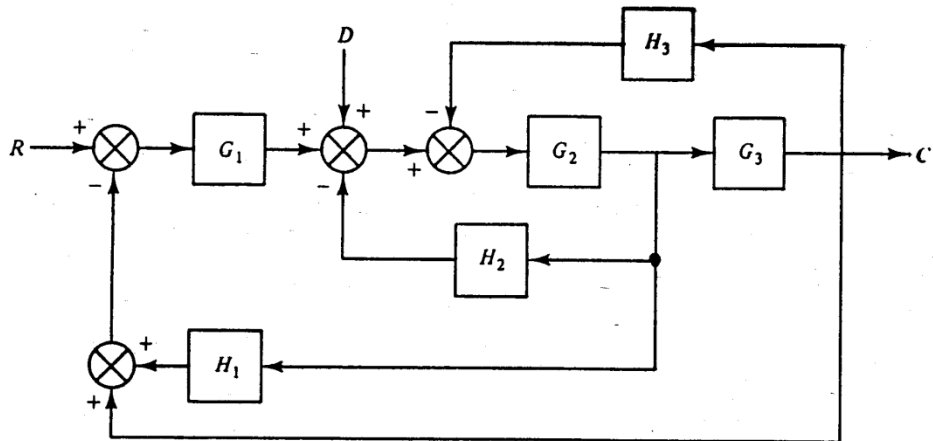 D
H₃
+
+
−
R
+
G₁
+
G₂
G₃
C
−
−
+
H₂
+
H₁
+